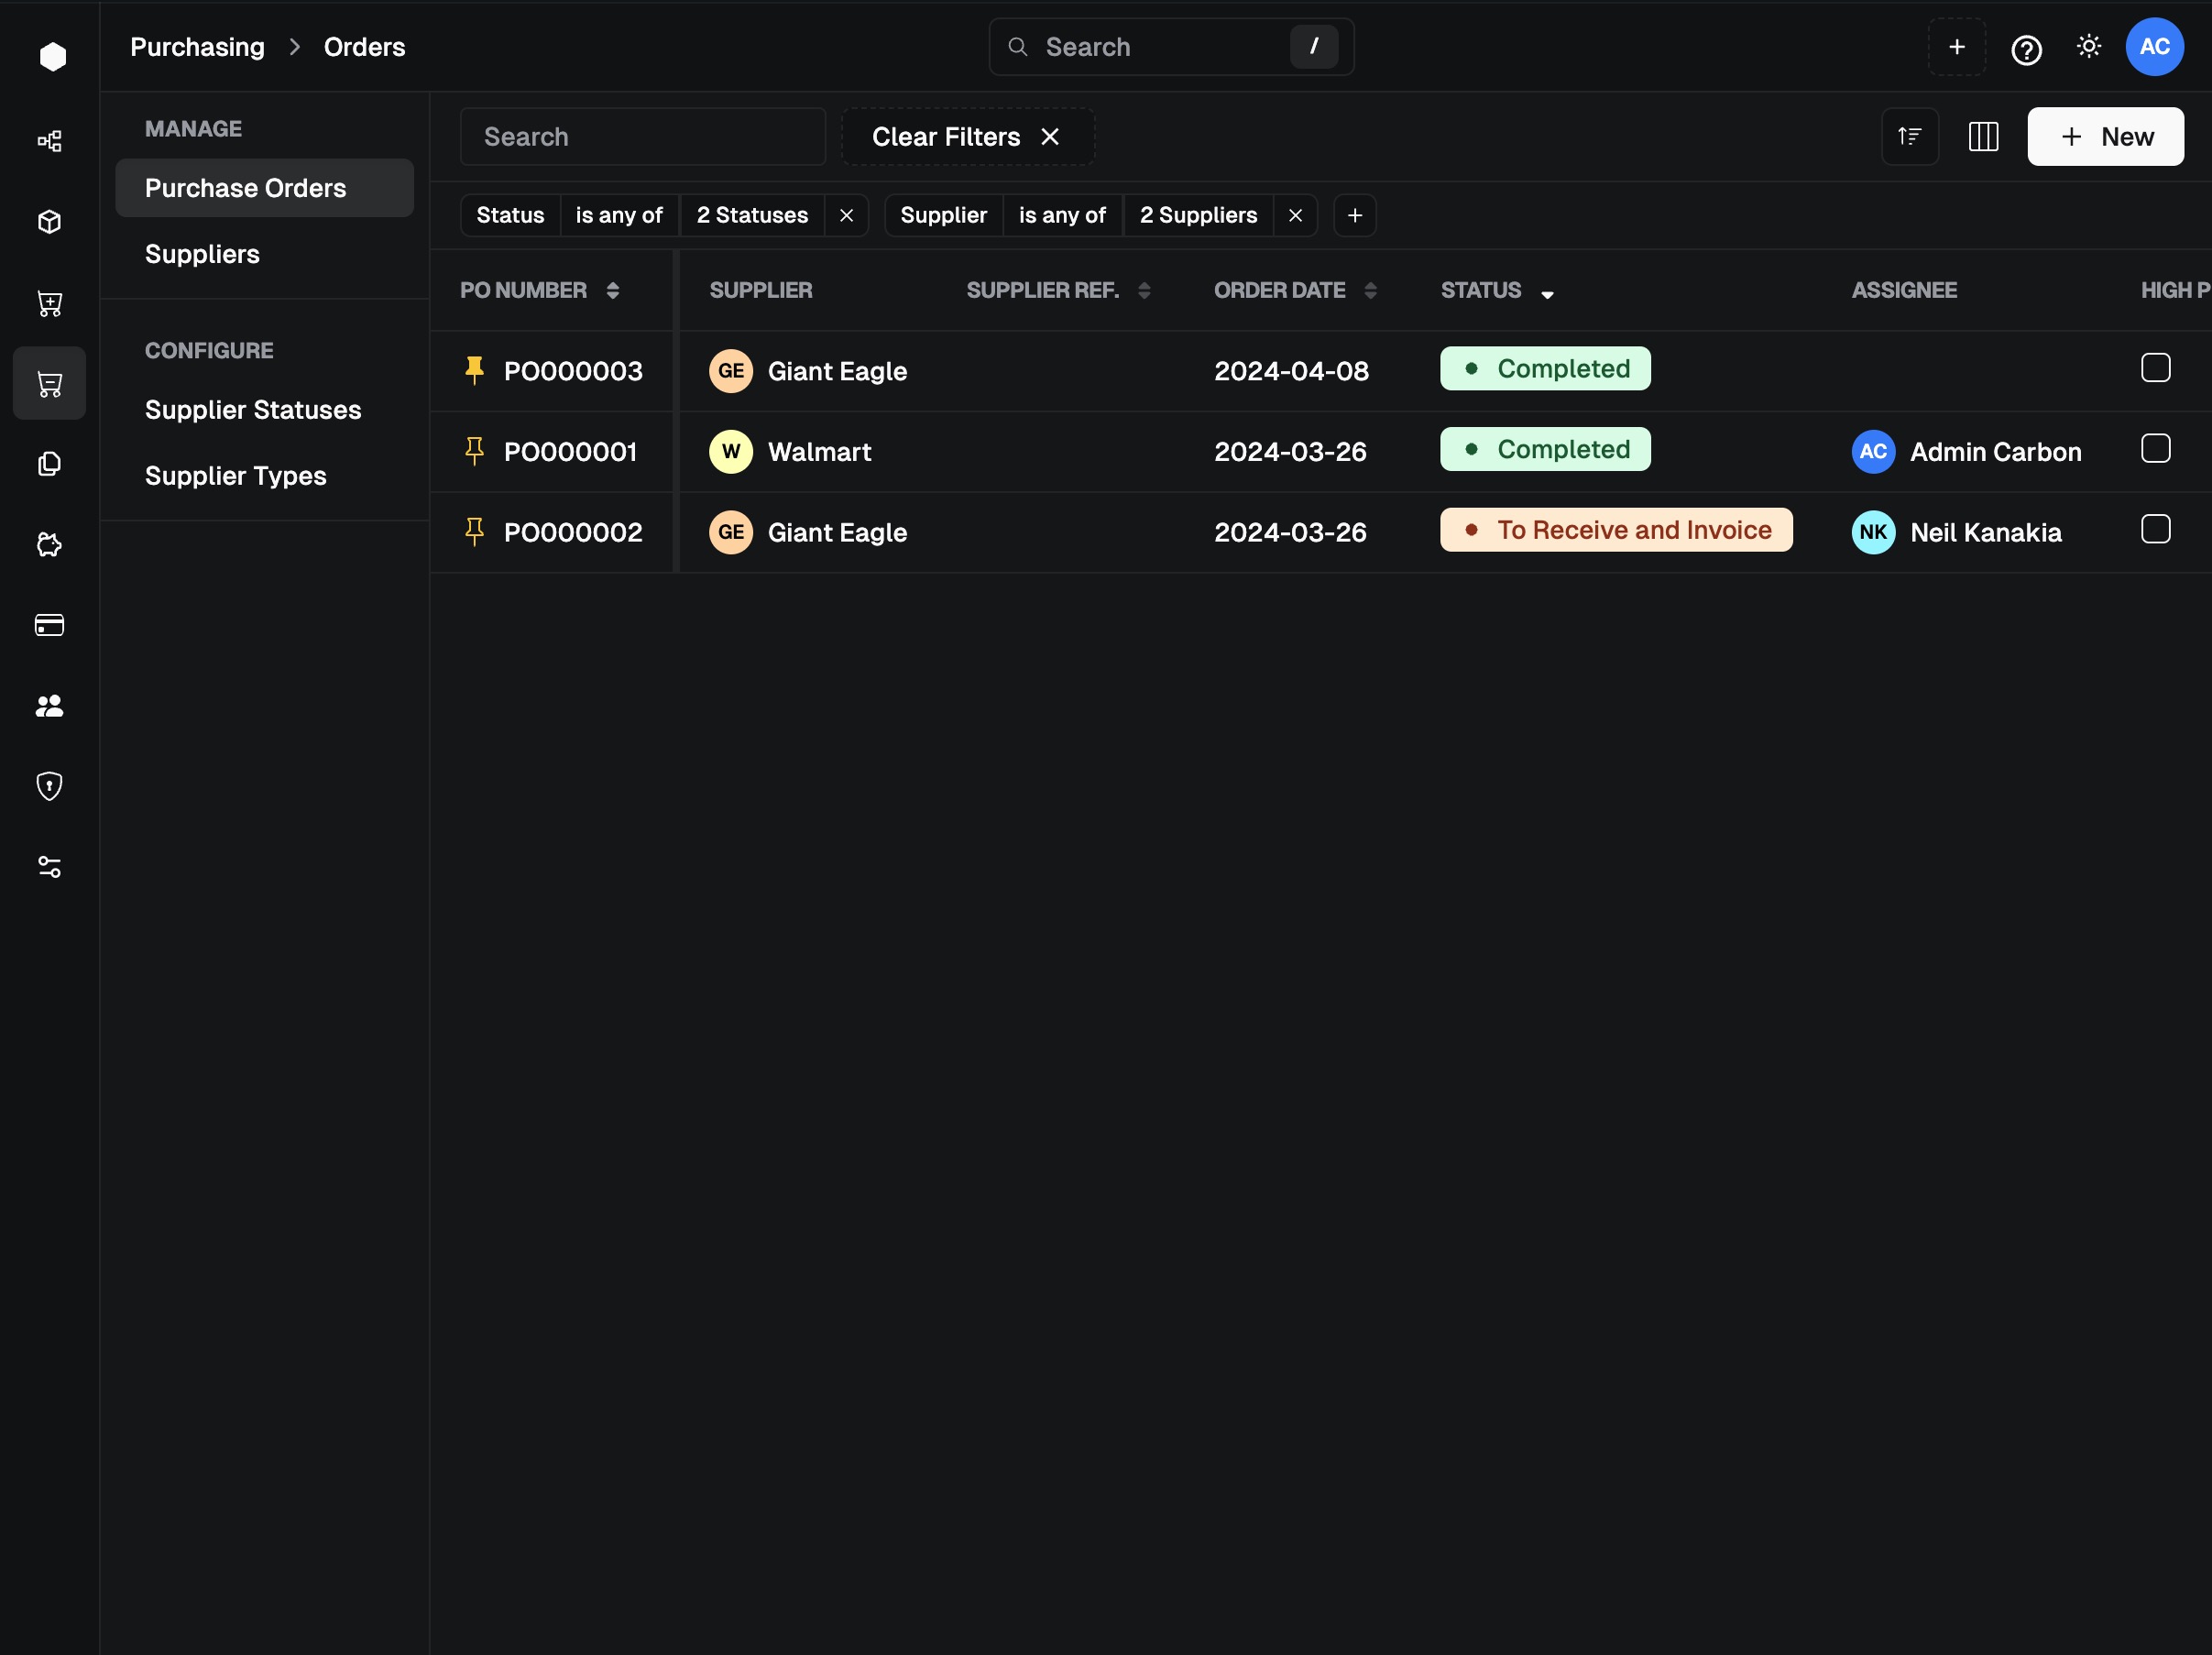 Purchasing > Orders
Search /
AC
MANAGE
Purchase Orders
Suppliers
CONFIGURE
Supplier Statuses
Supplier Types
Search
Clear Filters
New
Status is any of 2 Statuses
Supplier is any of 2 Suppliers
PO NUMBER SUPPLIER SUPPLIER REF. ORDER DATE STATUS ASSIGNEE HIGH P
PO000003 GE Giant Eagle 2024-04-08 Completed
PO000001 W Walmart 2024-03-26 Completed AC Admin Carbon
PO000002 GE Giant Eagle 2024-03-26 To Receive and Invoice NK Neil Kanakia